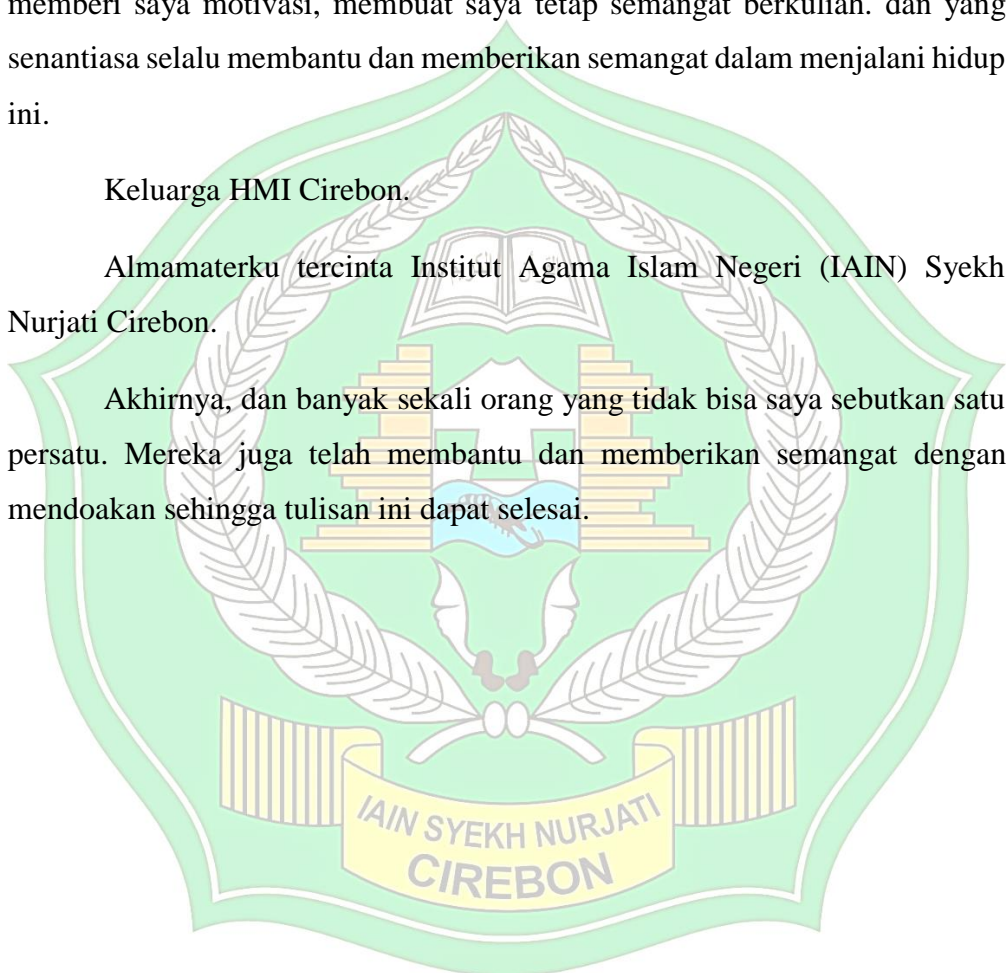 memberi saya motivasi, membuat saya tetap semangat berkuliah. dan yang
senantiasa selalu membantu dan memberikan semangat dalam menjalani hidup
ini.
Keluarga HMI Cirebon.
Almamaterku tercinta Institut Agama Islam Negeri (IAIN) Syekh
Nurjati Cirebon.
Akhirnya, dan banyak sekali orang yang tidak bisa saya sebutkan satu
persatu. Mereka juga telah membantu dan memberikan semangat dengan
mendoakan sehingga tulisan ini dapat selesai.
IAIN SYEKH NURJATI
CIREBON